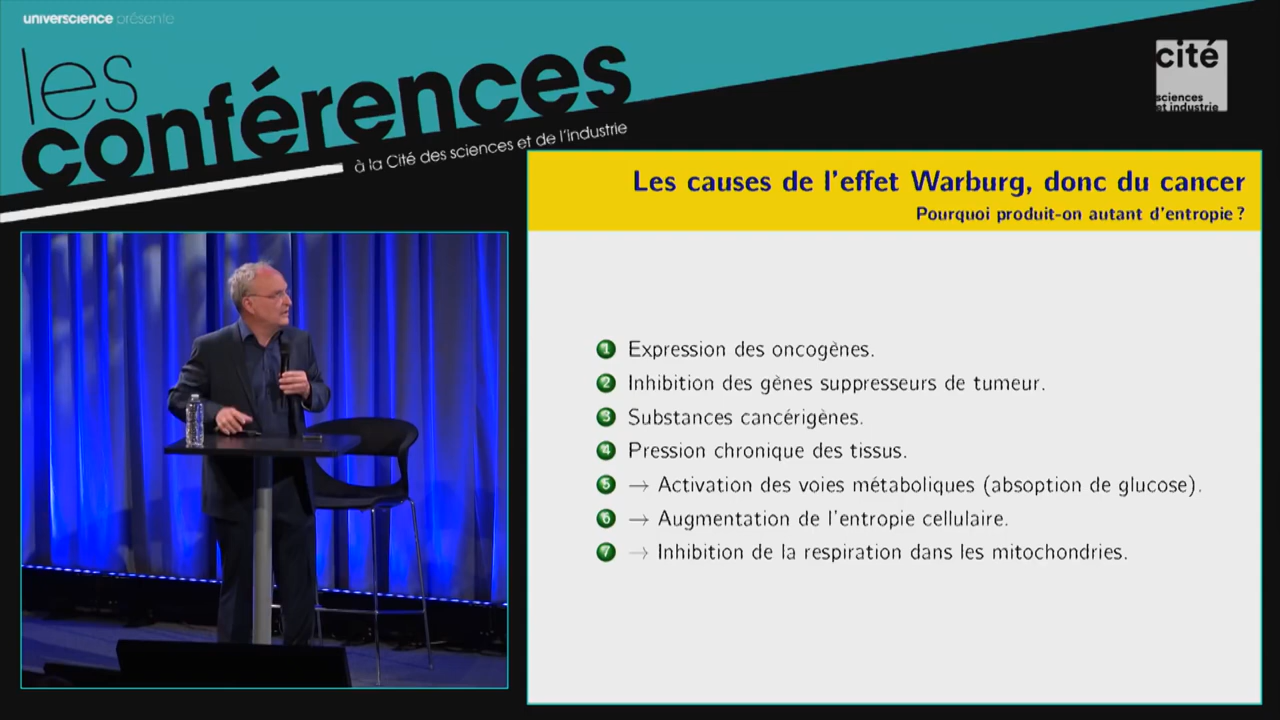 universcience présente
les
conférences
à la Cité des sciences et de l'industrie
cité
sciences
et industrie
Les causes de l'effet Warburg, donc du cancer
Pourquoi produit-on autant d'entropie ?
1 Expression des oncogènes.
2 Inhibition des gènes suppresseurs de tumeur.
3 Substances cancérigènes.
4 Pression chronique des tissus.
5 → Activation des voies métaboliques (absoption de glucose).
6 → Augmentation de l'entropie cellulaire.
7 → Inhibition de la respiration dans les mitochondries.